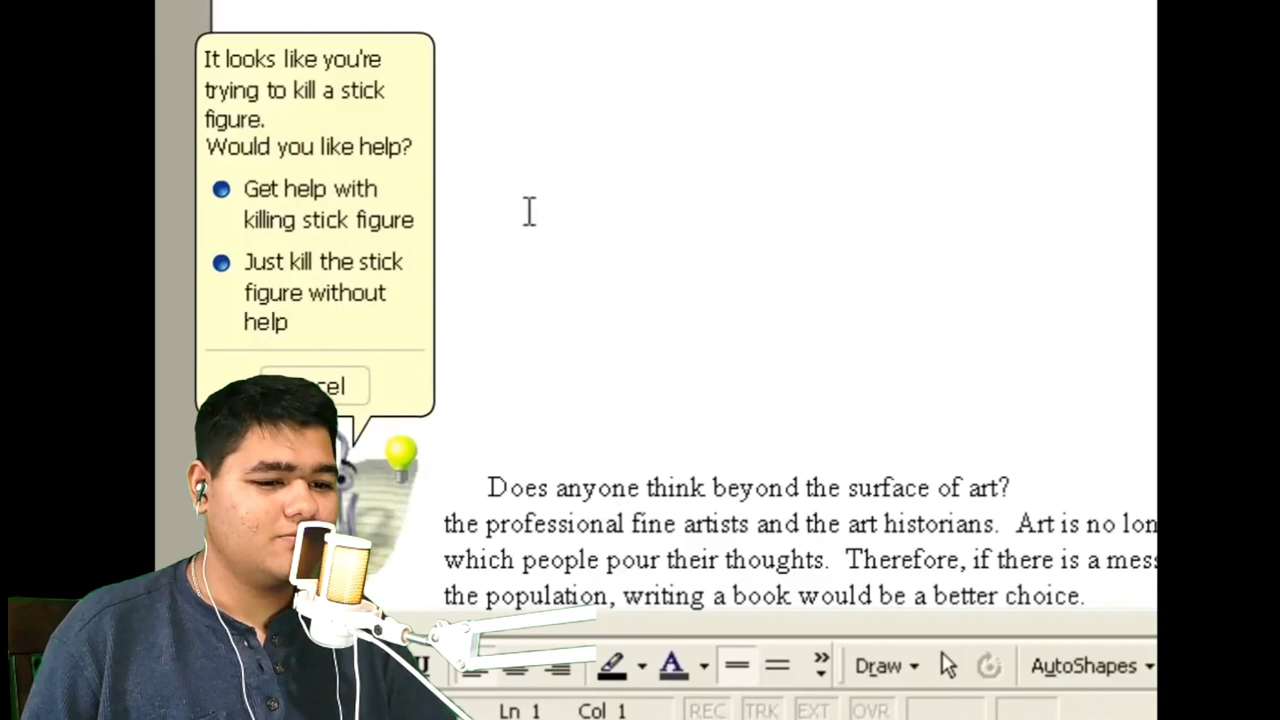 It looks like you're
trying to kill a stick
figure.
Would you like help?
Get help with
killing stick figure
Just kill the stick
figure without
help
Does anyone think beyond the surface of art?
the professional fine artists and the art historians. Art is no
which people pour their thoughts. Therefore, if there is a
the population, writing a book would be a better choice.
U A Draw AutoShapes
Ln 1 Col 1 REC TRK EXT OVR